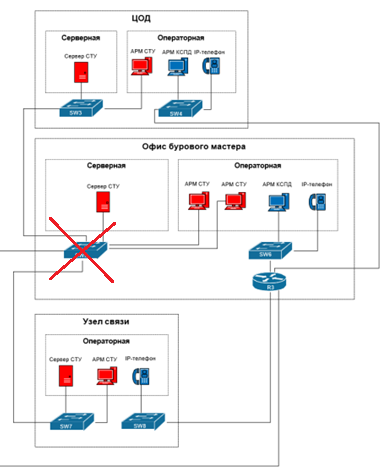 ЦОД
Серверная
Операторная
Сервер СТУ
АРМ СТУ
АРМ КСПД
IP-телефон
SW3
SW4
Офис бурового мастера
Серверная
Операторная
Сервер СТУ
АРМ СТУ
АРМ СТУ
АРМ КСПД
IP-телефон
SW6
R3
Узел связи
Операторная
Сервер СТУ
АРМ СТУ
IP-телефон
SW7
SW8